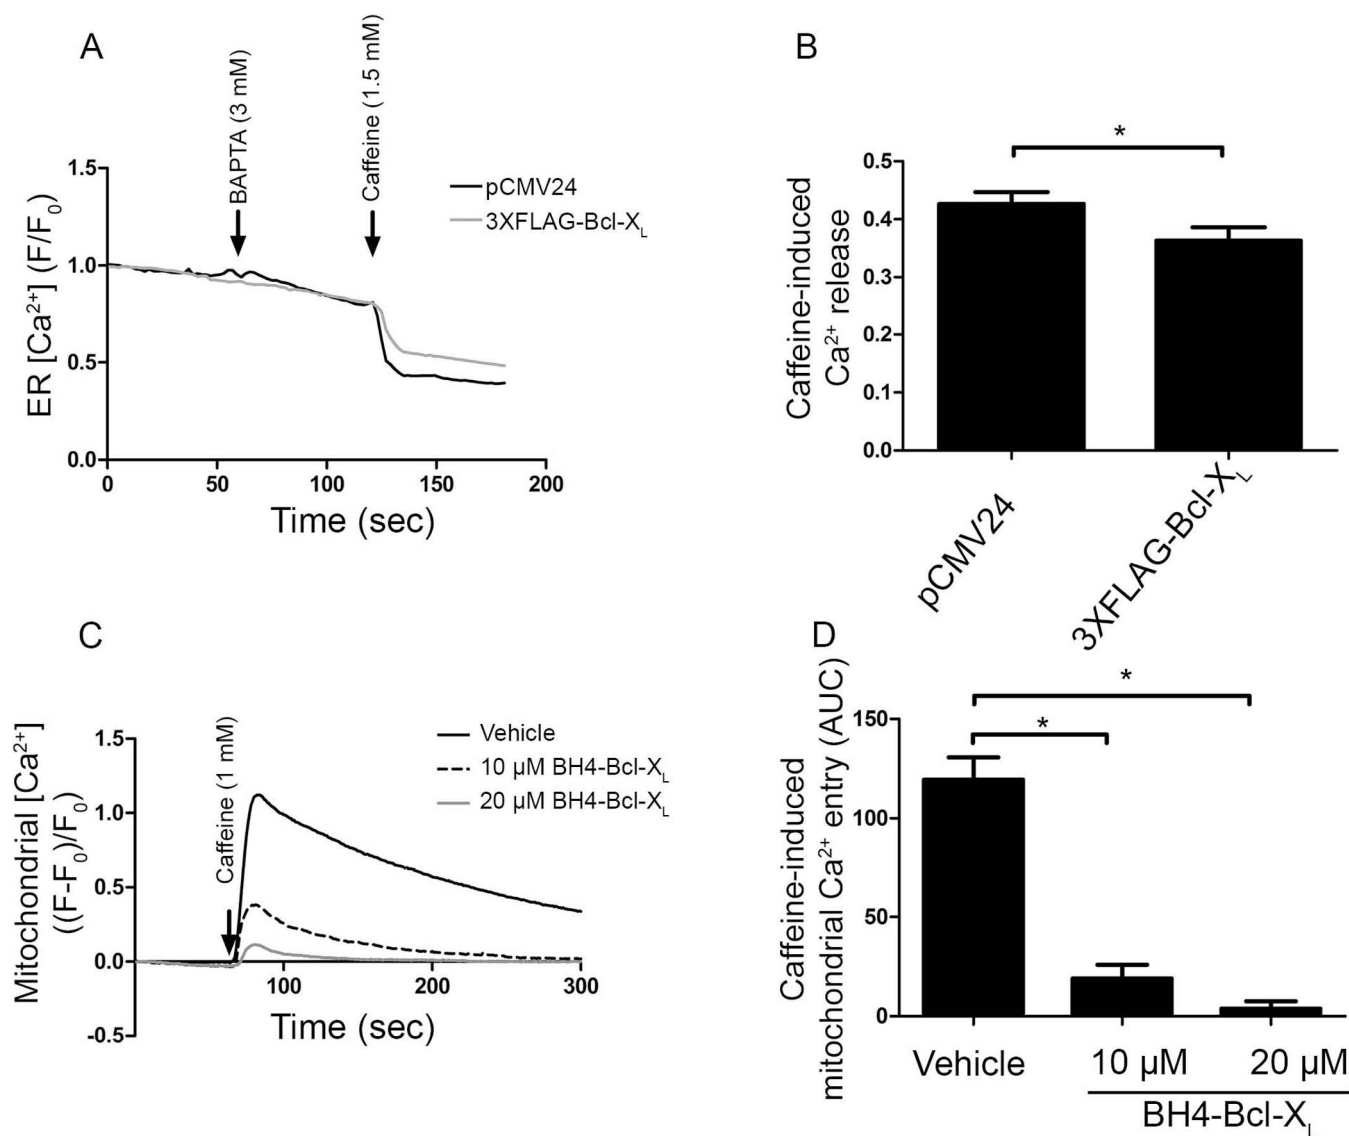 A
BAPTA (3 mM)
Caffeine (1.5 mM)
ER [Ca²⁺] (F/F₀)
1.5
1.0
0.5
0.0
0
50
100
150
200
Time (sec)
pCMV24
3XFLAG-Bcl-X_L
B
*
Caffeine-induced
Ca²⁺ release
0.5
0.4
0.3
0.2
0.1
0.0
pCMV24
3XFLAG-Bcl-X_L
C
Caffeine (1 mM)
Mitochondrial [Ca²⁺]
((F-F₀)/F₀)
1.5
1.0
0.5
0.0
-0.5
100
200
300
Time (sec)
Vehicle
10 µM BH4-Bcl-X_L
20 µM BH4-Bcl-X_L
D
*
*
Caffeine-induced
mitochondrial Ca²⁺ entry (AUC)
150
100
50
0
Vehicle
10 µM
20 µM
BH4-Bcl-X_L